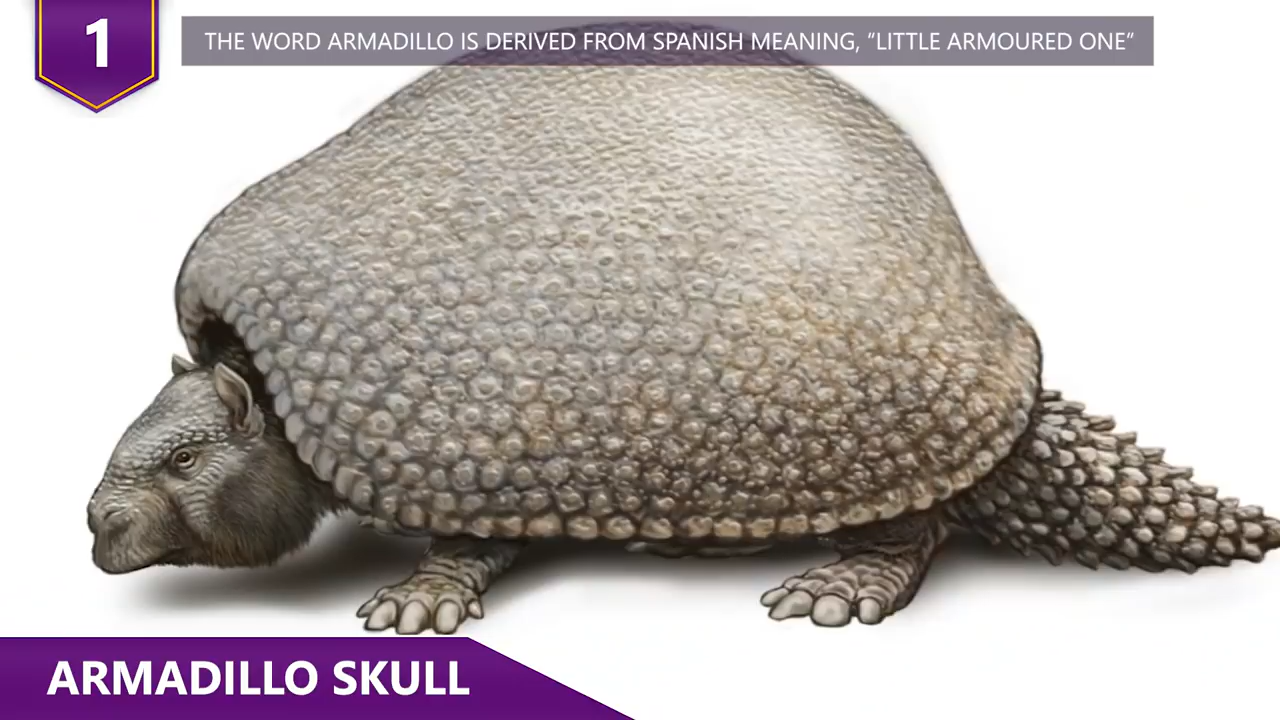 1
THE WORD ARMADILLO IS DERIVED FROM SPANISH MEANING, “LITTLE ARMOURED ONE”
ARMADILLO SKULL